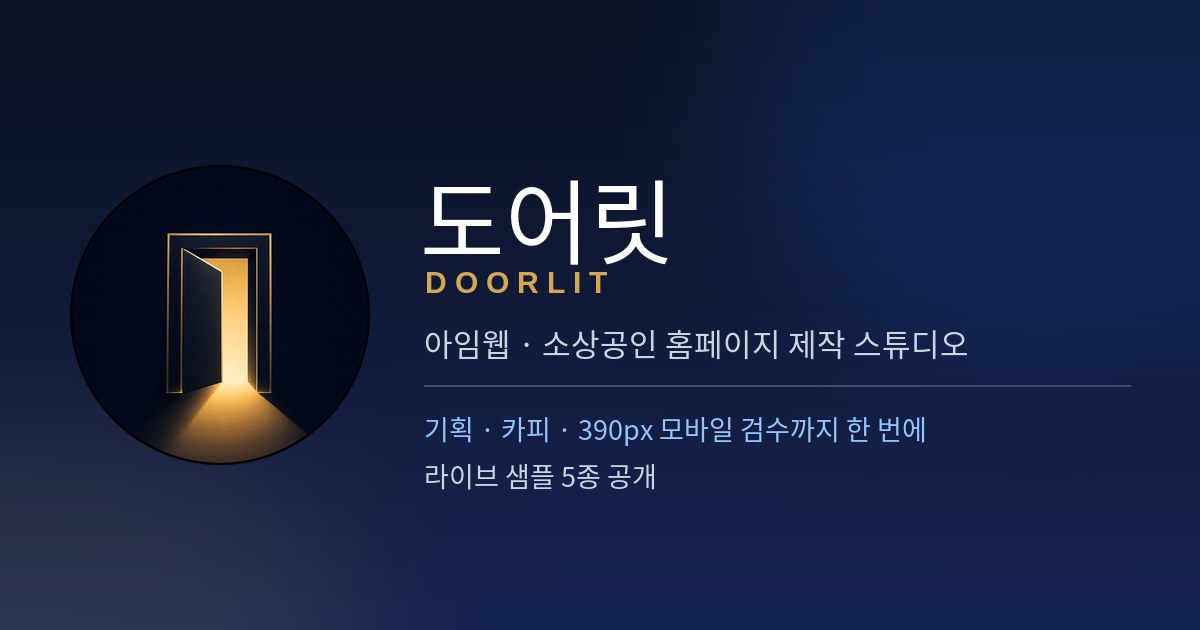 도어릿
DOORLIT
아임웹 · 소상공인 홈페이지 제작 스튜디오
기획 · 카피 · 390px 모바일 검수까지 한 번에
라이브 샘플 5종 공개